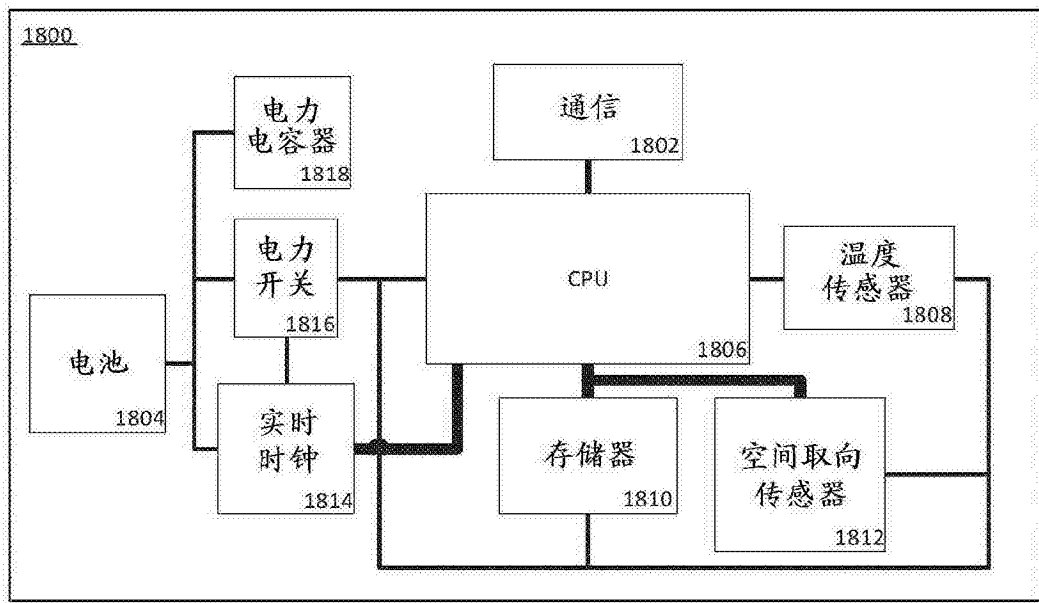 1800
电力
电容器
1818
通信
1802
电力
开关
1816
CPU
1806
温度
传感器
1808
电池
1804
实时
时钟
1814
存储器
1810
空间取向
传感器
1812